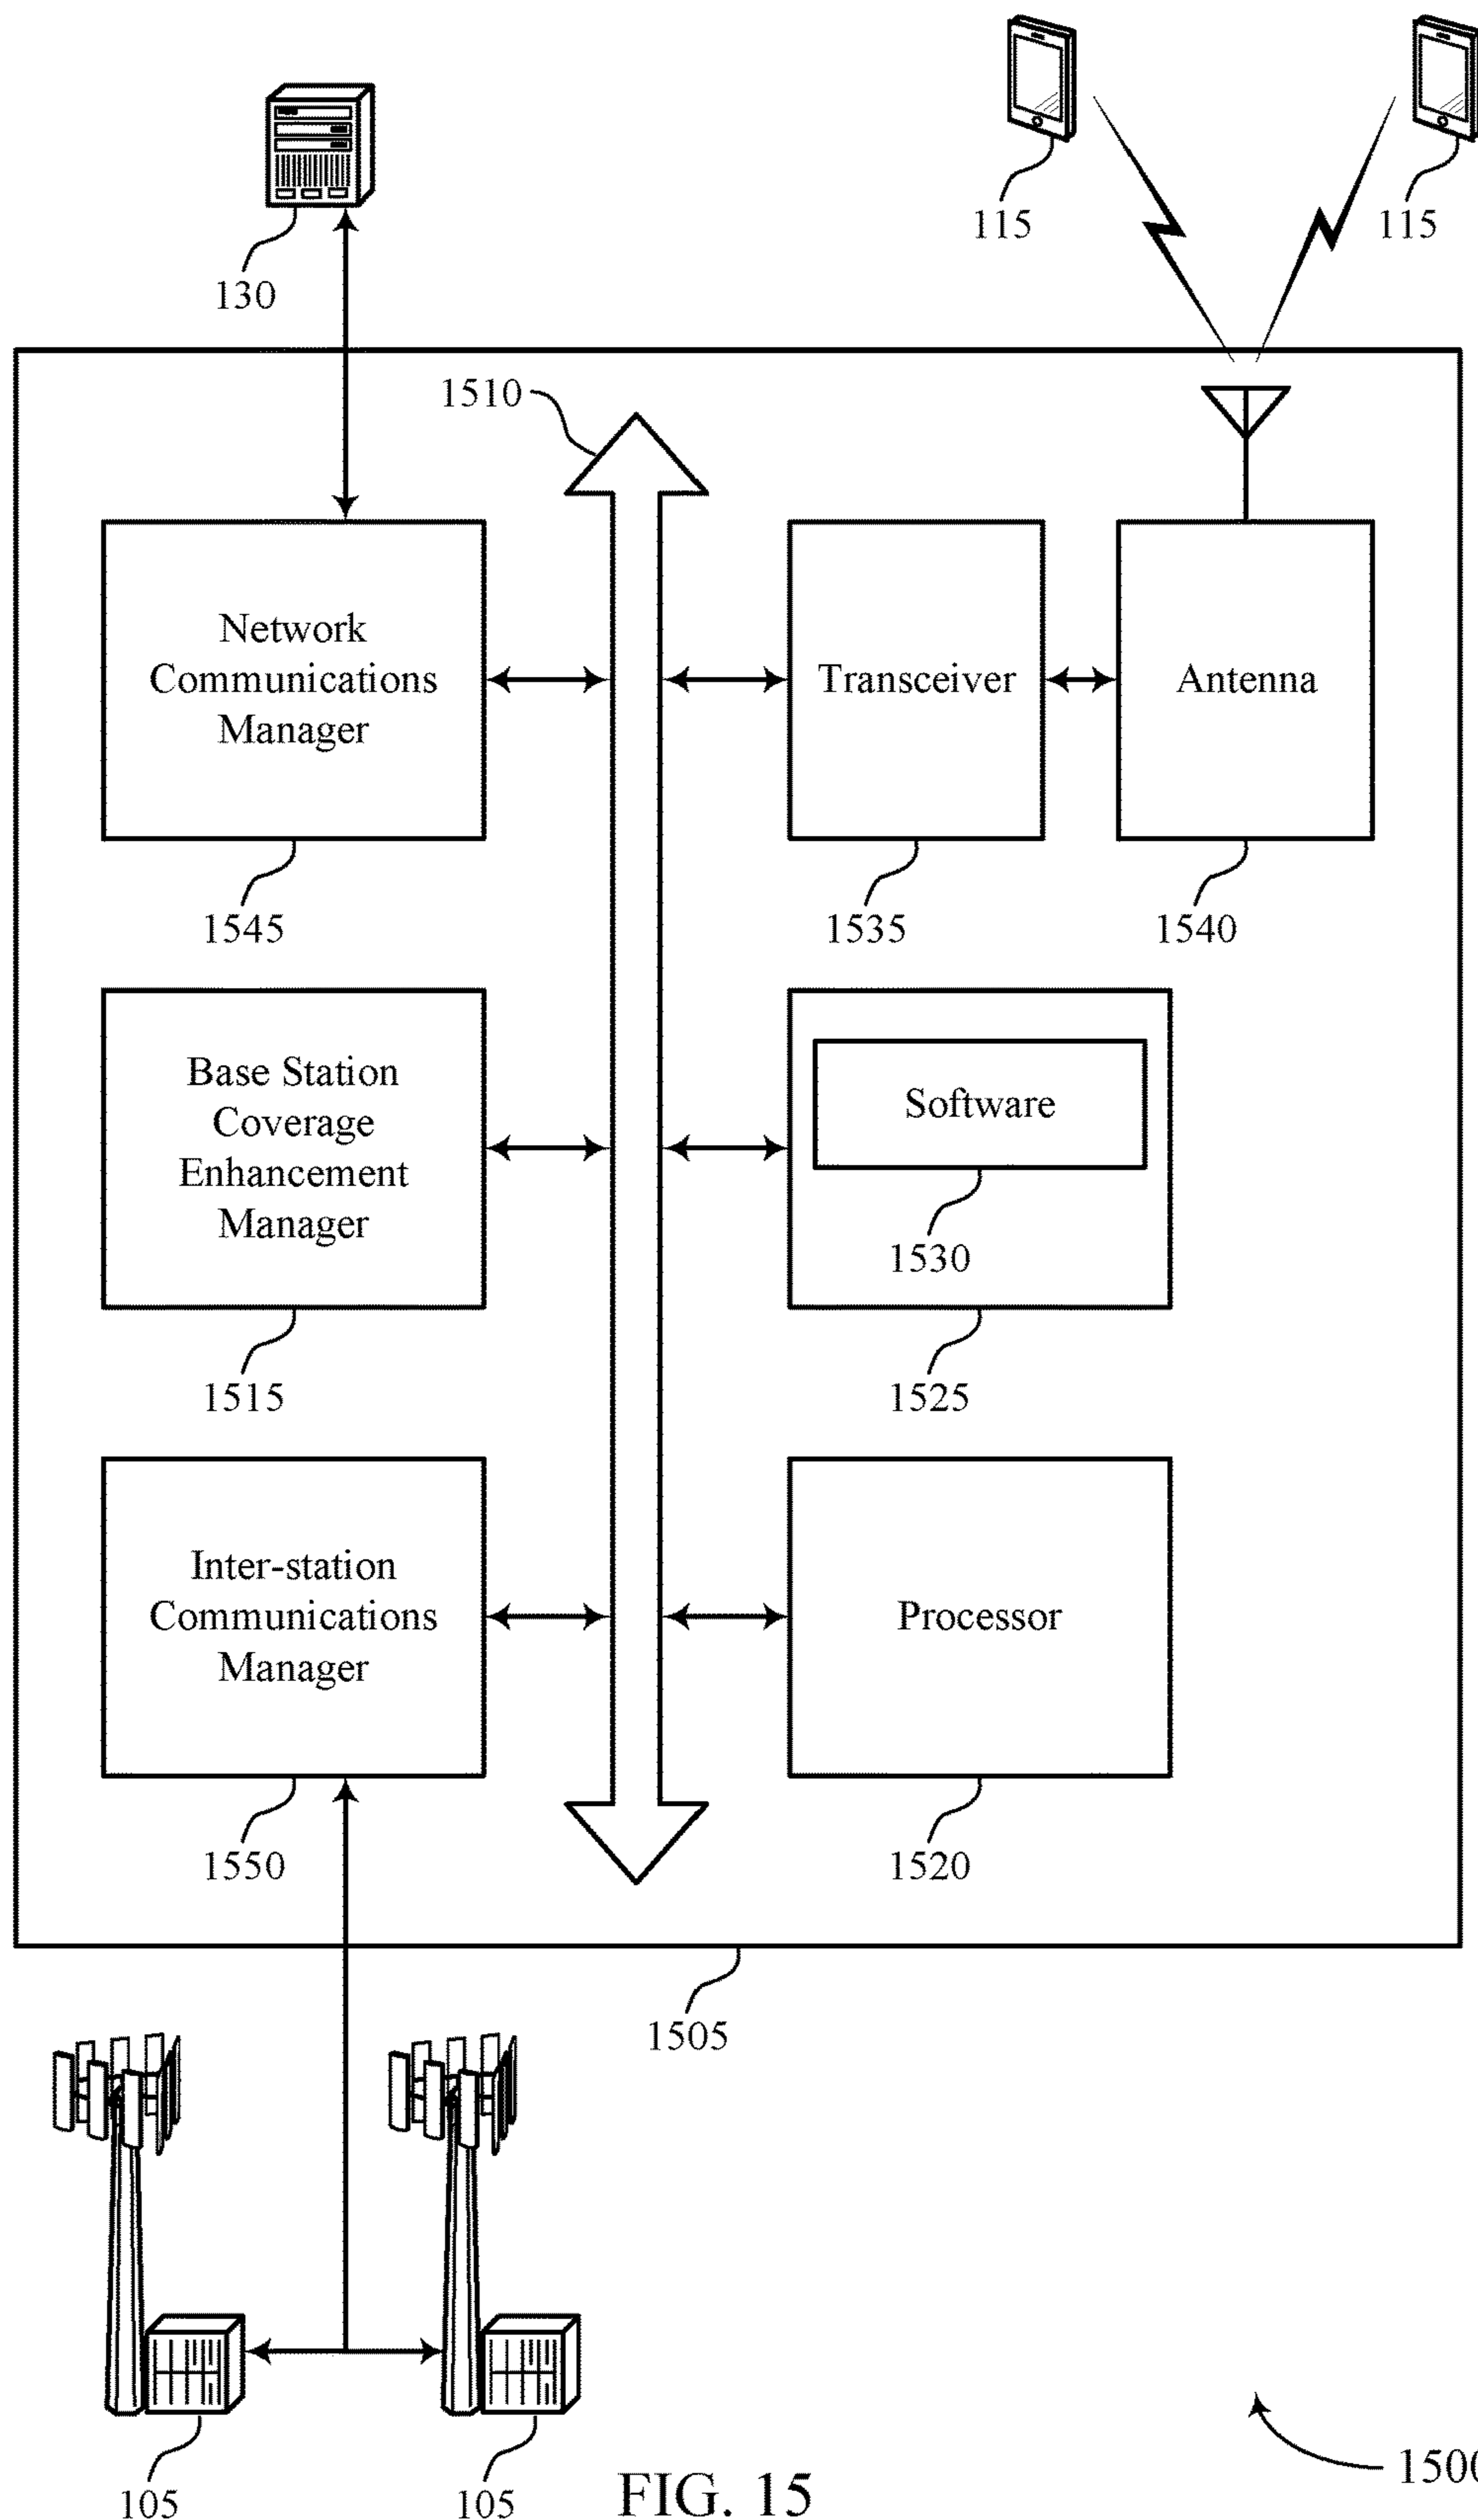 115
115
130
1510
Network
Communications
Manager
Transceiver
Antenna
1545
1535
1540
Base Station
Coverage
Enhancement
Manager
Software
1530
1515
1525
Inter-station
Communications
Manager
Processor
1550
1520
1505
105
105
FIG. 15
1500